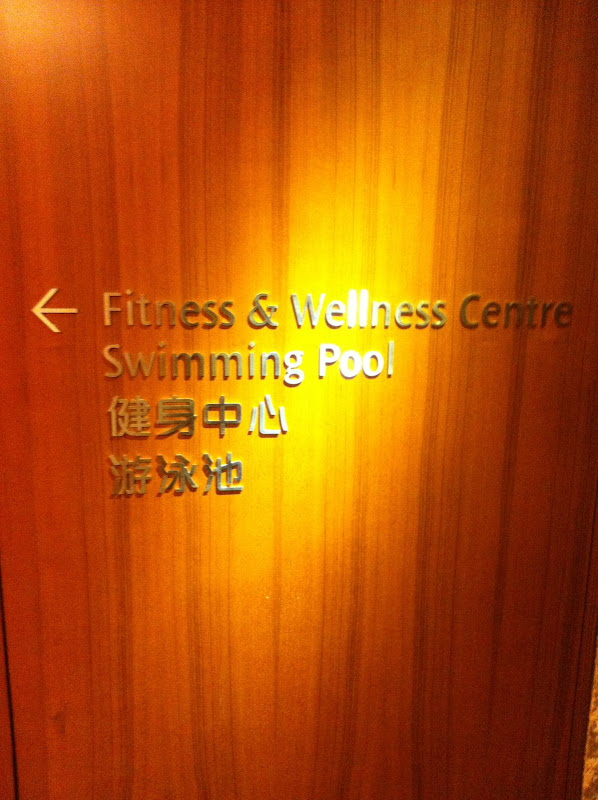 ← Fitness & Wellness Centre
Swimming Pool
健身中心
游泳池